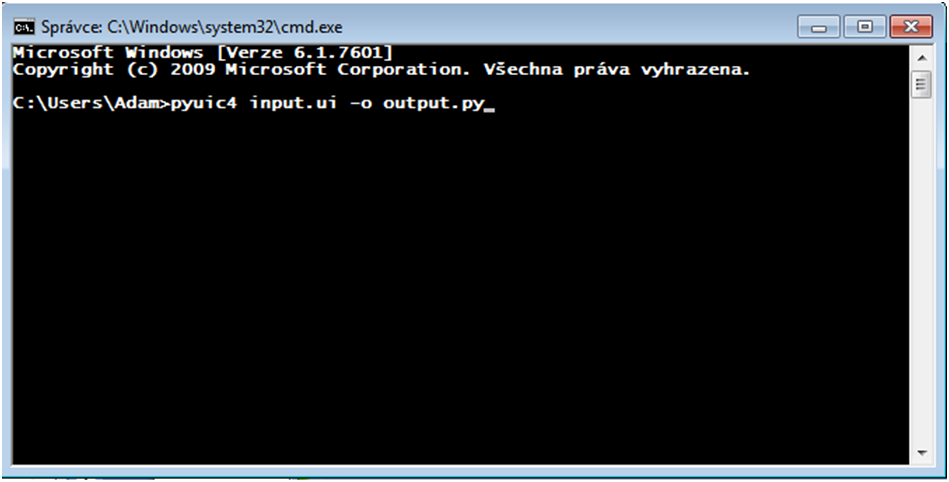 Správce: C:\Windows\system32\cmd.exe
Microsoft Windows [Verze 6.1.7601]
Copyright (c) 2009 Microsoft Corporation. Všechna práva vyhrazena.
C:\Users\Adam>pyuic4 input.ui -o output.py_